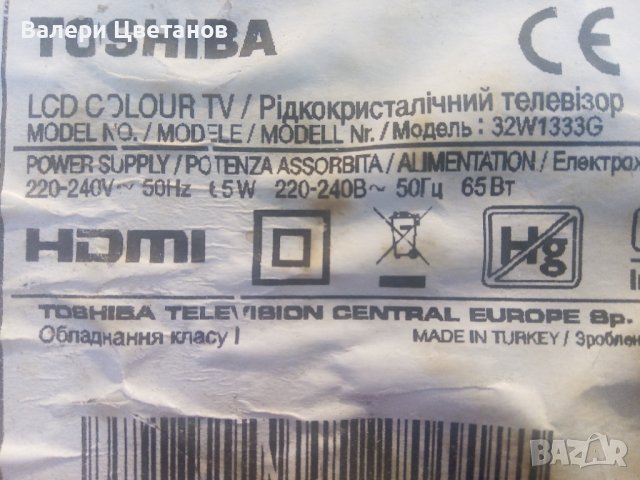 Валери Цветанов
TOSHIBA
CE
LCD COLOUR TV / Рідкокристалічний телевізор
MODEL NO. / MODELE / MODELL Nr. / Модель : 32W1333G
POWER SUPPLY / POTENZA ASSORBITA / ALIMENTATION / Електрох
220-240V~ 50Hz 65W 220-240В~ 50Гц 65Вт
HDMI Hg
TOSHIBA TELEVISION CENTRAL EUROPE Sp.
Обладнання класу I
MADE IN TURKEY / Зроблен
BAZAR